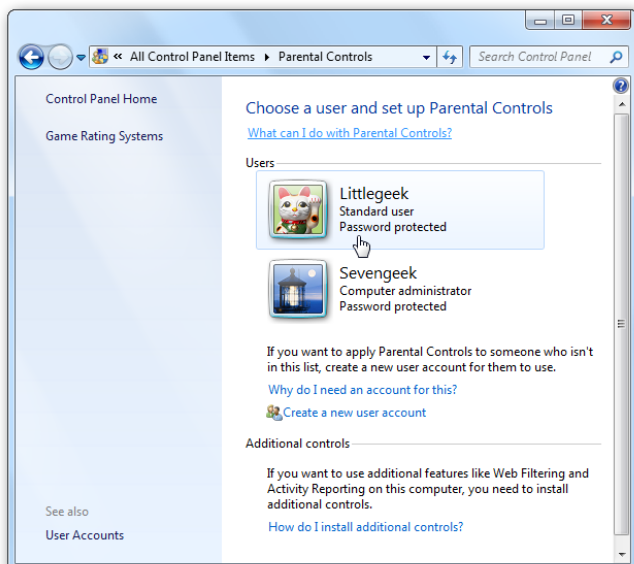 « All Control Panel Items ▸ Parental Controls
Search Control Panel
Control Panel Home
Game Rating Systems
Choose a user and set up Parental Controls
What can I do with Parental Controls?
Users
Littlegeek
Standard user
Password protected
Sevengeek
Computer administrator
Password protected
If you want to apply Parental Controls to someone who isn't
in this list, create a new user account for them to use.
Why do I need an account for this?
Create a new user account
Additional controls
If you want to use additional features like Web Filtering and
Activity Reporting on this computer, you need to install
additional controls.
How do I install additional controls?
See also
User Accounts